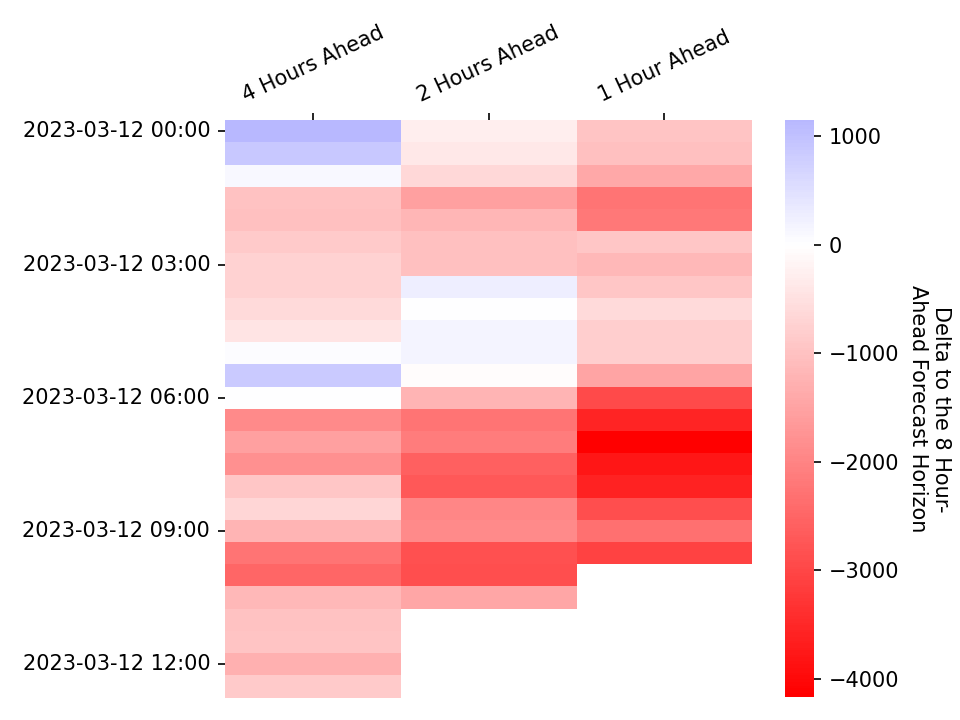 4 Hours Ahead
2 Hours Ahead
1 Hour Ahead
2023-03-12 00:00
2023-03-12 03:00
2023-03-12 06:00
2023-03-12 09:00
2023-03-12 12:00
1000
0
−1000
−2000
−3000
−4000
Delta to the 8 Hour-
Ahead Forecast Horizon